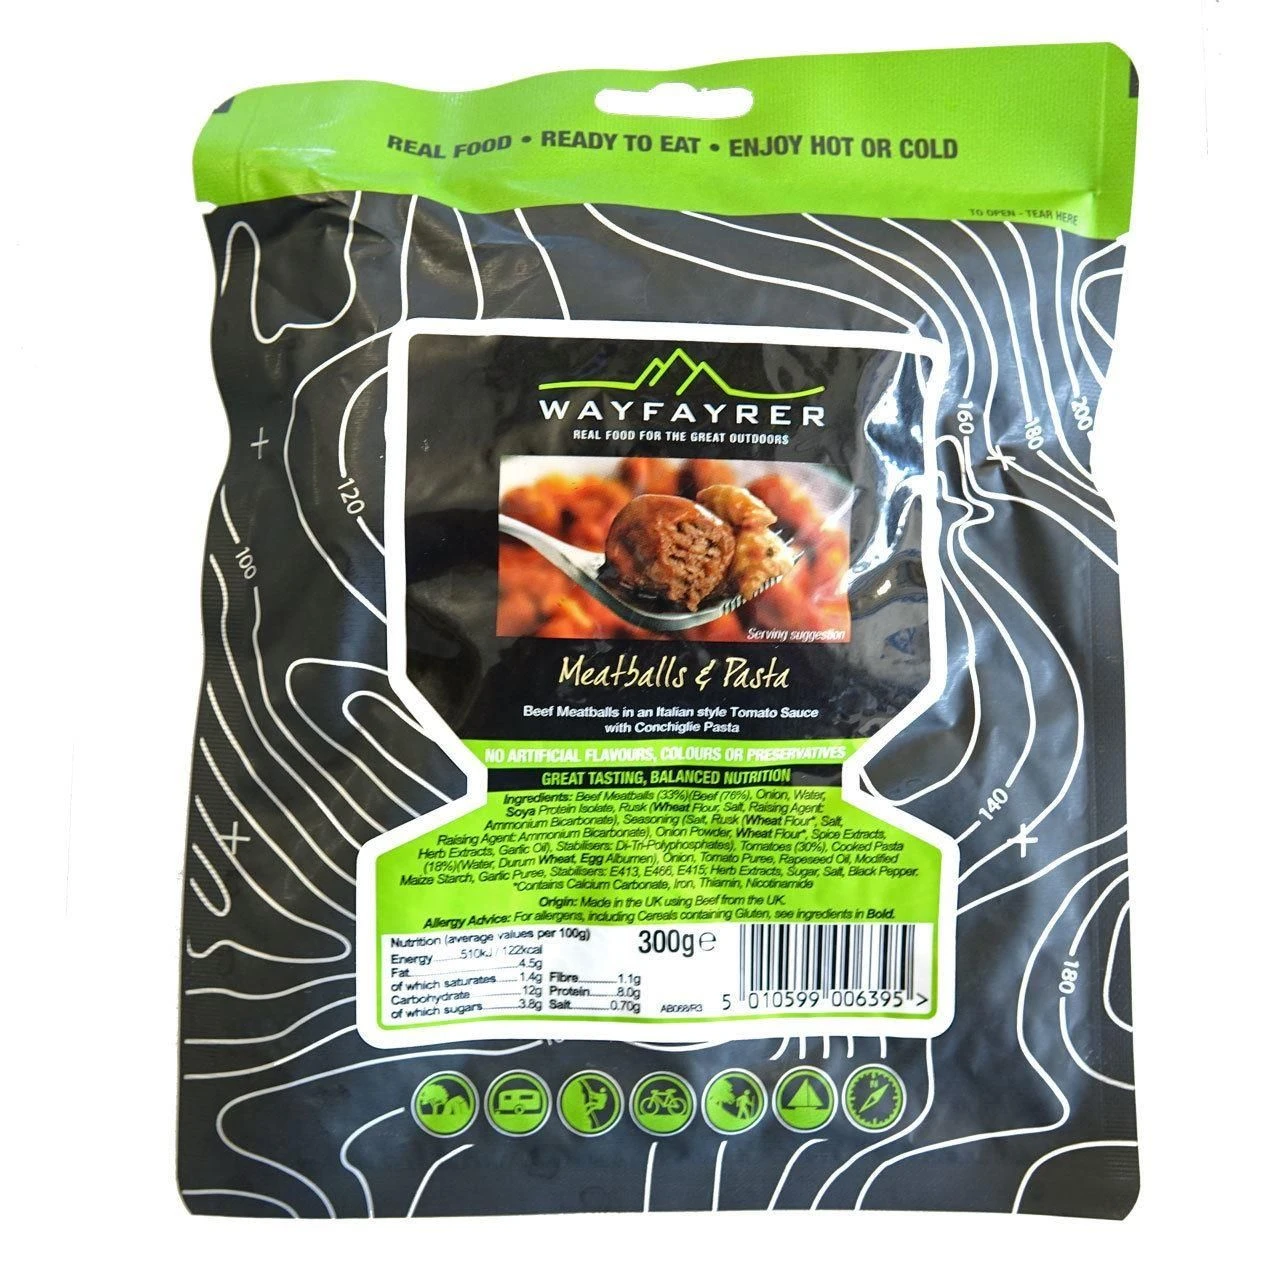 REAL FOOD • READY TO EAT • ENJOY HOT OR COLD
TO OPEN - TEAR HERE
WAYFAYRER
REAL FOOD FOR THE GREAT OUTDOORS
160
180
200
120
100
Serving suggestion
Meatballs & Pasta
Beef Meatballs in an Italian style Tomato Sauce
with Conchiglie Pasta
NO ARTIFICIAL FLAVOURS, COLOURS OR PRESERVATIVES
GREAT TASTING, BALANCED NUTRITION
Ingredients: Beef Meatballs (33%)(Beef (76%), Onion, Water,
Soya Protein Isolate, Rusk (Wheat Flour, Salt, Raising Agent:
Ammonium Bicarbonate), Seasoning (Salt, Rusk (Wheat Flour*, Salt,
Raising Agent: Ammonium Bicarbonate), Onion Powder, Wheat Flour*, Spice Extracts,
Herb Extracts, Garlic Oil), Stabilisers: Di-Tri-Polyphosphates), Tomatoes (30%), Cooked Pasta
(18%)(Water, Durum Wheat, Egg Albumen), Onion, Tomato Puree, Rapeseed Oil, Modified
Maize Starch, Garlic Puree, Stabilisers: E413, E466, E415; Herb Extracts, Sugar, Salt, Black Pepper.
*Contains Calcium Carbonate, Iron, Thiamin, Nicotinamide
Origin: Made in the UK using Beef from the UK.
Allergy Advice: For allergens, including Cereals containing Gluten, see ingredients in Bold.
140
180
Nutrition (average values per 100g)
Energy 510kJ / 122kcal
Fat 4.5g
of which saturates 1.4g
Carbohydrate 12g
of which sugars 3.8g
Fibre 1.1g
Protein 8.0g
Salt 0.70g
300g e
AB068/R3
5 010599 006395 >
N